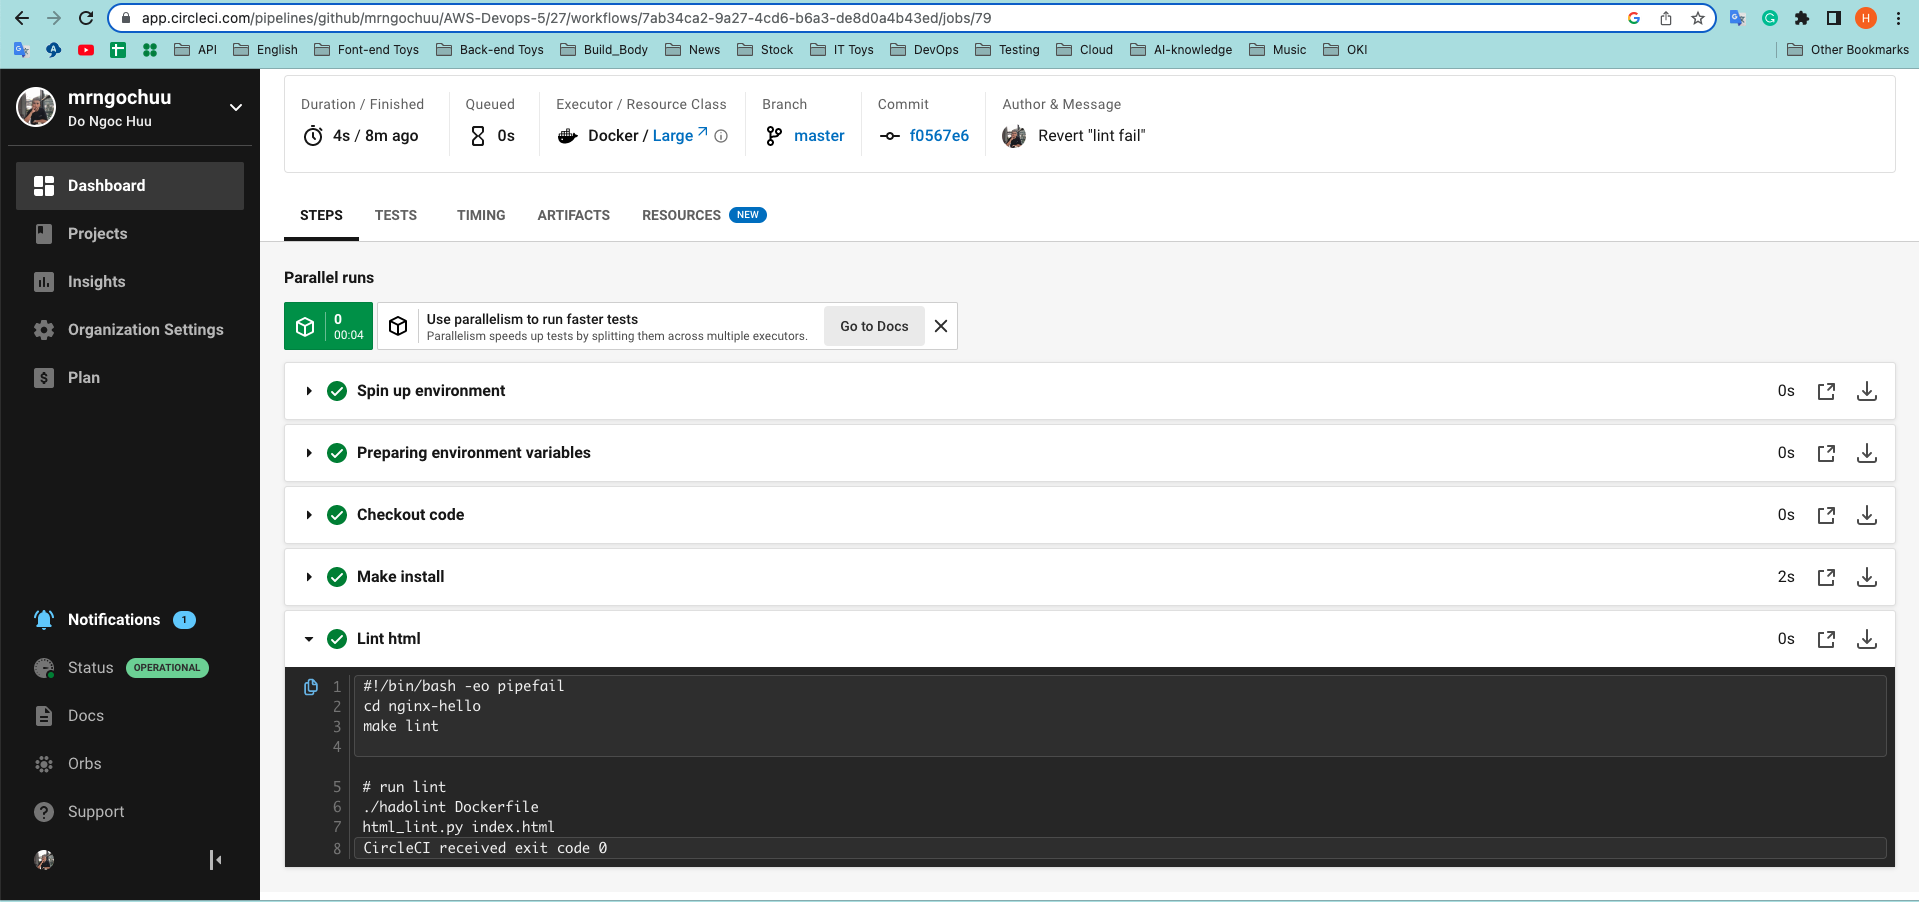 app.circleci.com/pipelines/github/mrngochuu/AWS-Devops-5/27/workflows/7ab34ca2-9a27-4cd6-b6a3-de8d0a4b43ed/jobs/79
H
API English Font-end Toys Back-end Toys Build_Body News Stock IT Toys DevOps Testing Cloud AI-knowledge Music OKI Other Bookmarks
mrngochuu
Do Ngoc Huu
Dashboard
Projects
Insights
Organization Settings
Plan
Notifications 1
Status OPERATIONAL
Docs
Orbs
Support
Duration / Finished Queued Executor / Resource Class Branch Commit Author & Message
4s / 8m ago 0s Docker / Large master f0567e6 Revert "lint fail"
STEPS TESTS TIMING ARTIFACTS RESOURCES NEW
Parallel runs
0
00:04
Use parallelism to run faster tests
Parallelism speeds up tests by splitting them across multiple executors.
Go to Docs
Spin up environment 0s
Preparing environment variables 0s
Checkout code 0s
Make install 2s
Lint html 0s
1 #!/bin/bash -eo pipefail
2 cd nginx-hello
3 make lint
4
5 # run lint
6 ./hadolint Dockerfile
7 html_lint.py index.html
8 CircleCI received exit code 0